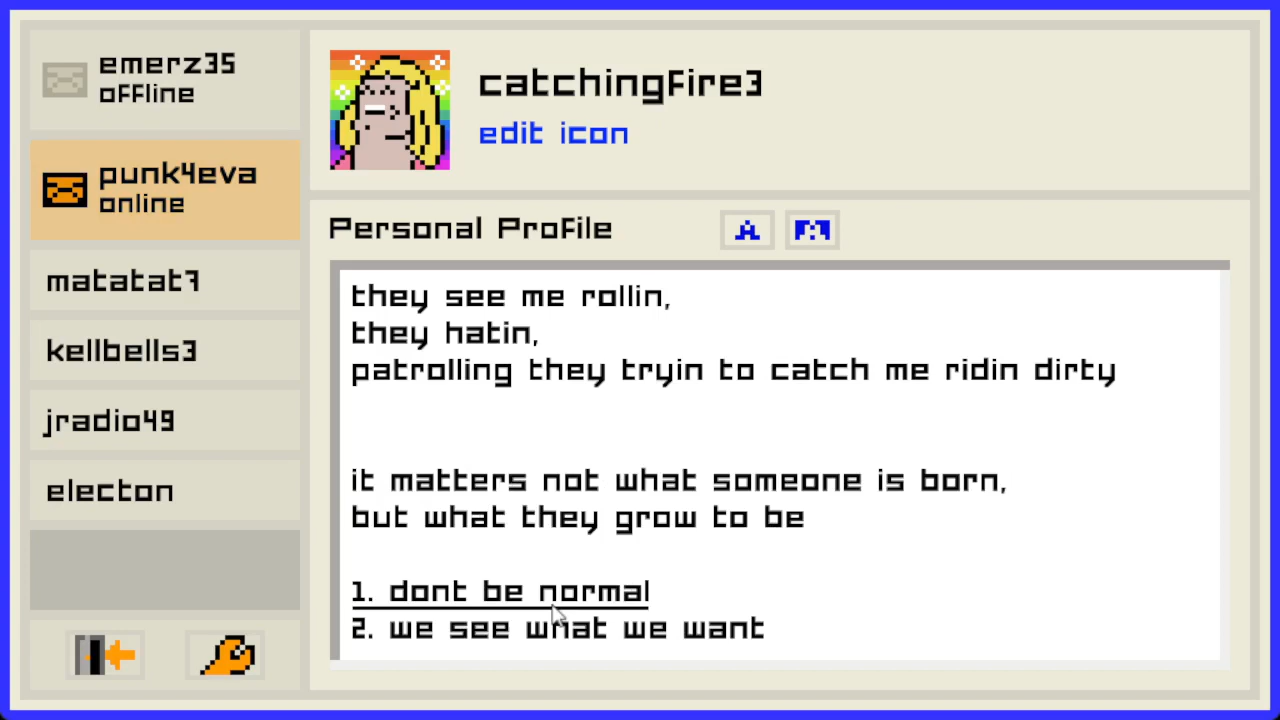 emerz35
offline
punk4eva
online
matatat7
kellbells3
jradio49
electon
catchingfire3
edit icon
Personal Profile
A
they see me rollin,
they hatin,
patrolling they tryin to catch me ridin dirty
it matters not what someone is born,
but what they grow to be
1. dont be normal
2. we see what we want